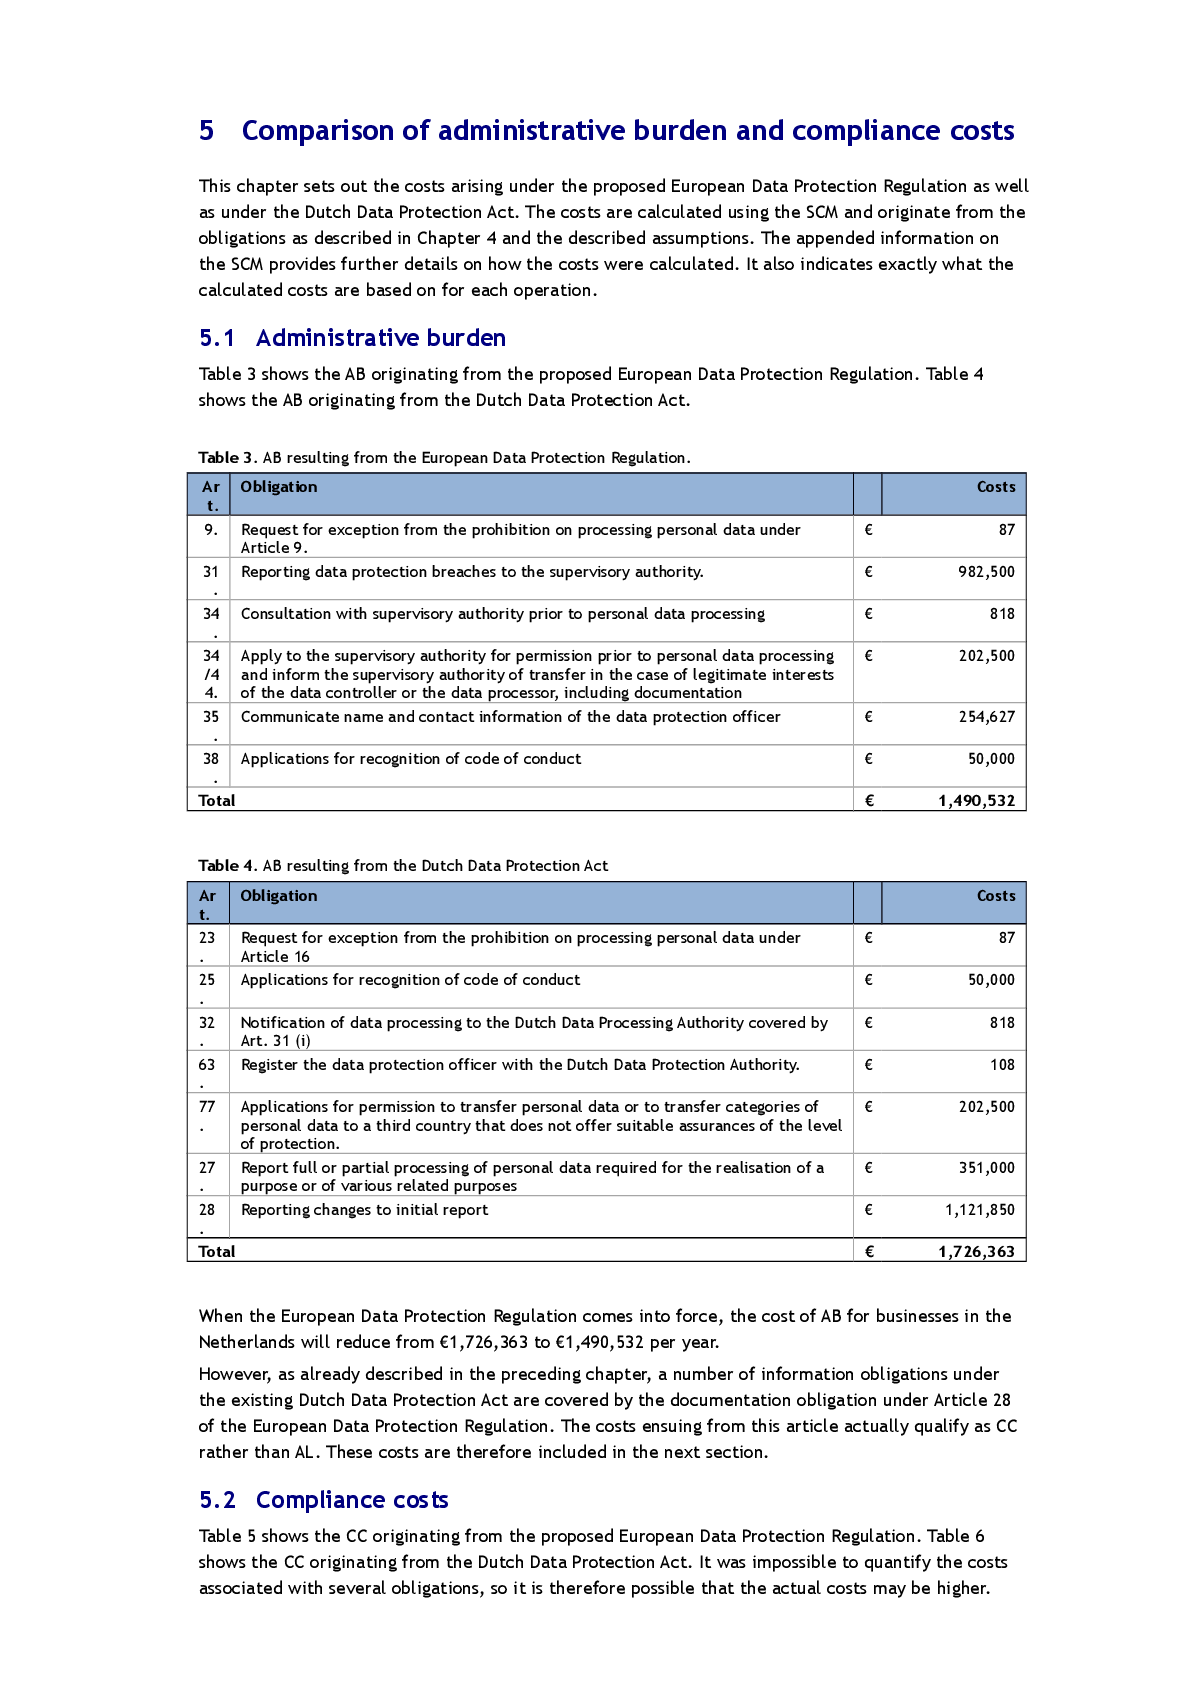 5 Comparison of administrative burden and compliance costs
This chapter sets out the costs arising under the proposed European Data Protection Regulation as well
as under the Dutch Data Protection Act. The costs are calculated using the SCM and originate from the
obligations as described in Chapter 4 and the described assumptions. The appended information on
the SCM provides further details on how the costs were calculated. It also indicates exactly what the
calculated costs are based on for each operation.
5.1 Administrative burden
Table 3 shows the AB originating from the proposed European Data Protection Regulation. Table 4
shows the AB originating from the Dutch Data Protection Act.
Table 3. AB resulting from the European Data Protection Regulation.
Ar Obligation Costs
t.
9. Request for exception from the prohibition on processing personal data under € 87
Article 9.
31 Reporting data protection breaches to the supervisory authority. € 982,500
.
34 Consultation with supervisory authority prior to personal data processing € 818
.
34 Apply to the supervisory authority for permission prior to personal data processing € 202,500
/4 and inform the supervisory authority of transfer in the case of legitimate interests
4. of the data controller or the data processor, including documentation
35 Communicate name and contact information of the data protection officer € 254,627
.
38 Applications for recognition of code of conduct € 50,000
.
Total € 1,490,532
Table 4. AB resulting from the Dutch Data Protection Act
Ar Obligation Costs
t.
23 Request for exception from the prohibition on processing personal data under € 87
. Article 16
25 Applications for recognition of code of conduct € 50,000
.
32 Notification of data processing to the Dutch Data Processing Authority covered by € 818
. Art. 31 (i)
63 Register the data protection officer with the Dutch Data Protection Authority. € 108
.
77 Applications for permission to transfer personal data or to transfer categories of € 202,500
. personal data to a third country that does not offer suitable assurances of the level
of protection.
27 Report full or partial processing of personal data required for the realisation of a € 351,000
. purpose or of various related purposes
28 Reporting changes to initial report € 1,121,850
.
Total € 1,726,363
When the European Data Protection Regulation comes into force, the cost of AB for businesses in the
Netherlands will reduce from €1,726,363 to €1,490,532 per year.
However, as already described in the preceding chapter, a number of information obligations under
the existing Dutch Data Protection Act are covered by the documentation obligation under Article 28
of the European Data Protection Regulation. The costs ensuing from this article actually qualify as CC
rather than AL. These costs are therefore included in the next section.
5.2 Compliance costs
Table 5 shows the CC originating from the proposed European Data Protection Regulation. Table 6
shows the CC originating from the Dutch Data Protection Act. It was impossible to quantify the costs
associated with several obligations, so it is therefore possible that the actual costs may be higher.